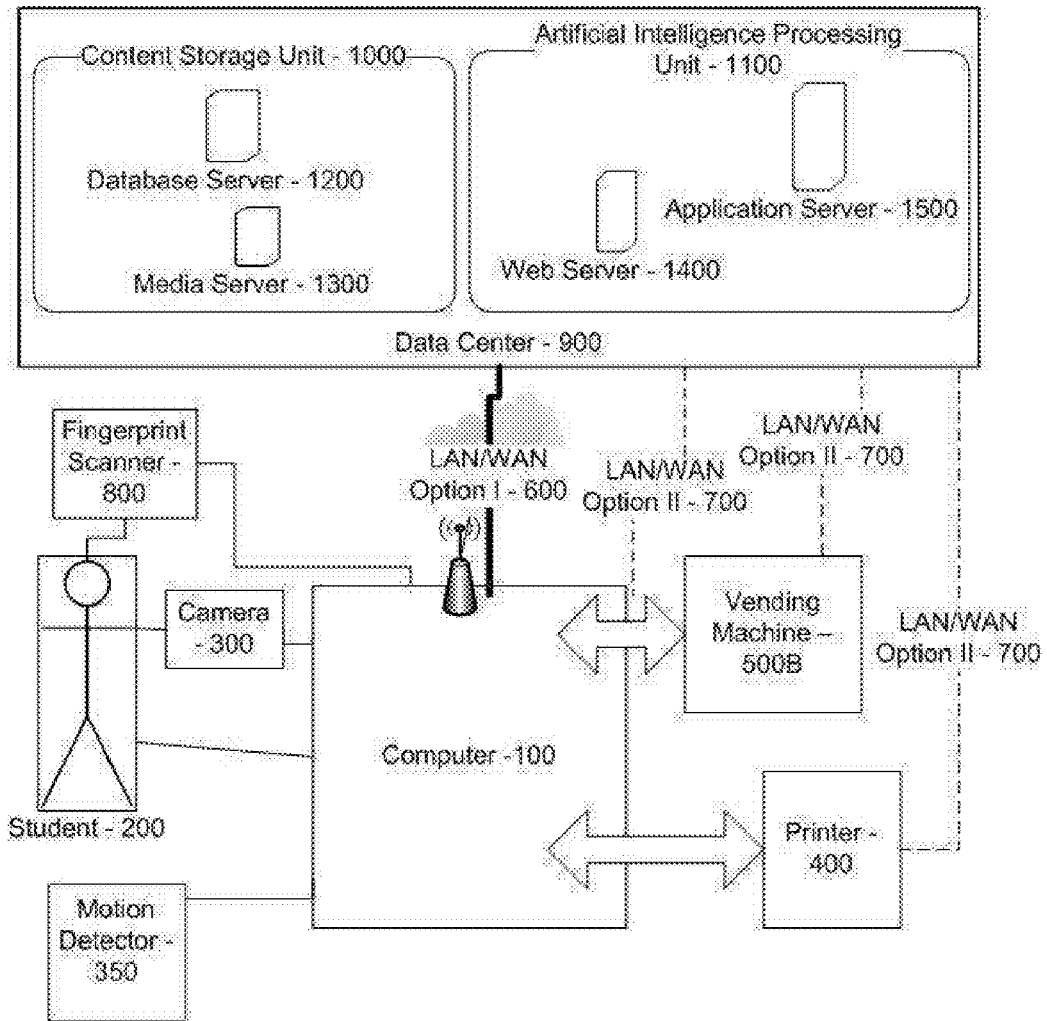 Content Storage Unit - 1000
Artificial Intelligence Processing
Unit - 1100
Database Server - 1200
Application Server - 1500
Media Server - 1300
Web Server - 1400
Data Center - 900
Fingerprint
Scanner -
800
LAN/WAN
Option I - 600
LAN/WAN
Option II - 700
LAN/WAN
Option II - 700
Camera
- 300
Vending
Machine –
500B
LAN/WAN
Option II - 700
Computer -100
Student - 200
Printer -
400
Motion
Detector -
350